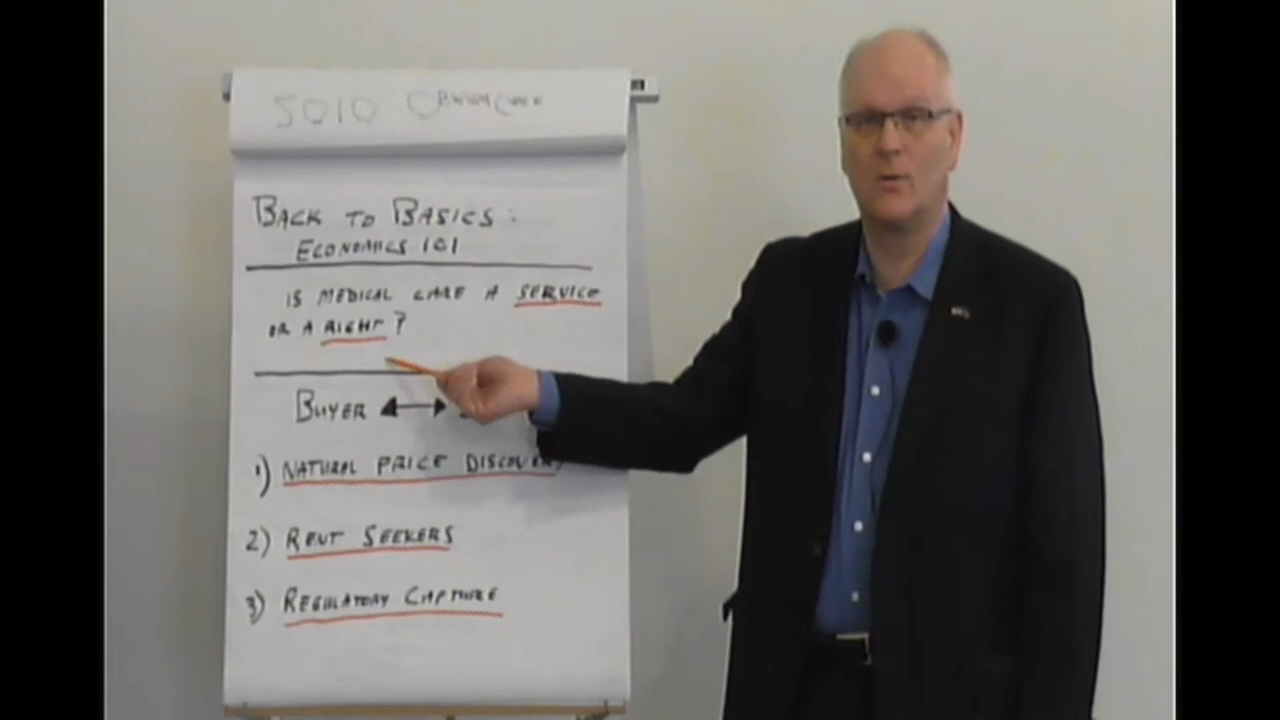 BACK TO BASICS:
ECONOMICS 101
IS MEDICAL CARE A SERVICE
OR A RIGHT?
BUYER
1) NATURAL PRICE DISCOVERY
2) RENT SEEKERS
3) REGULATORY CAPTURE